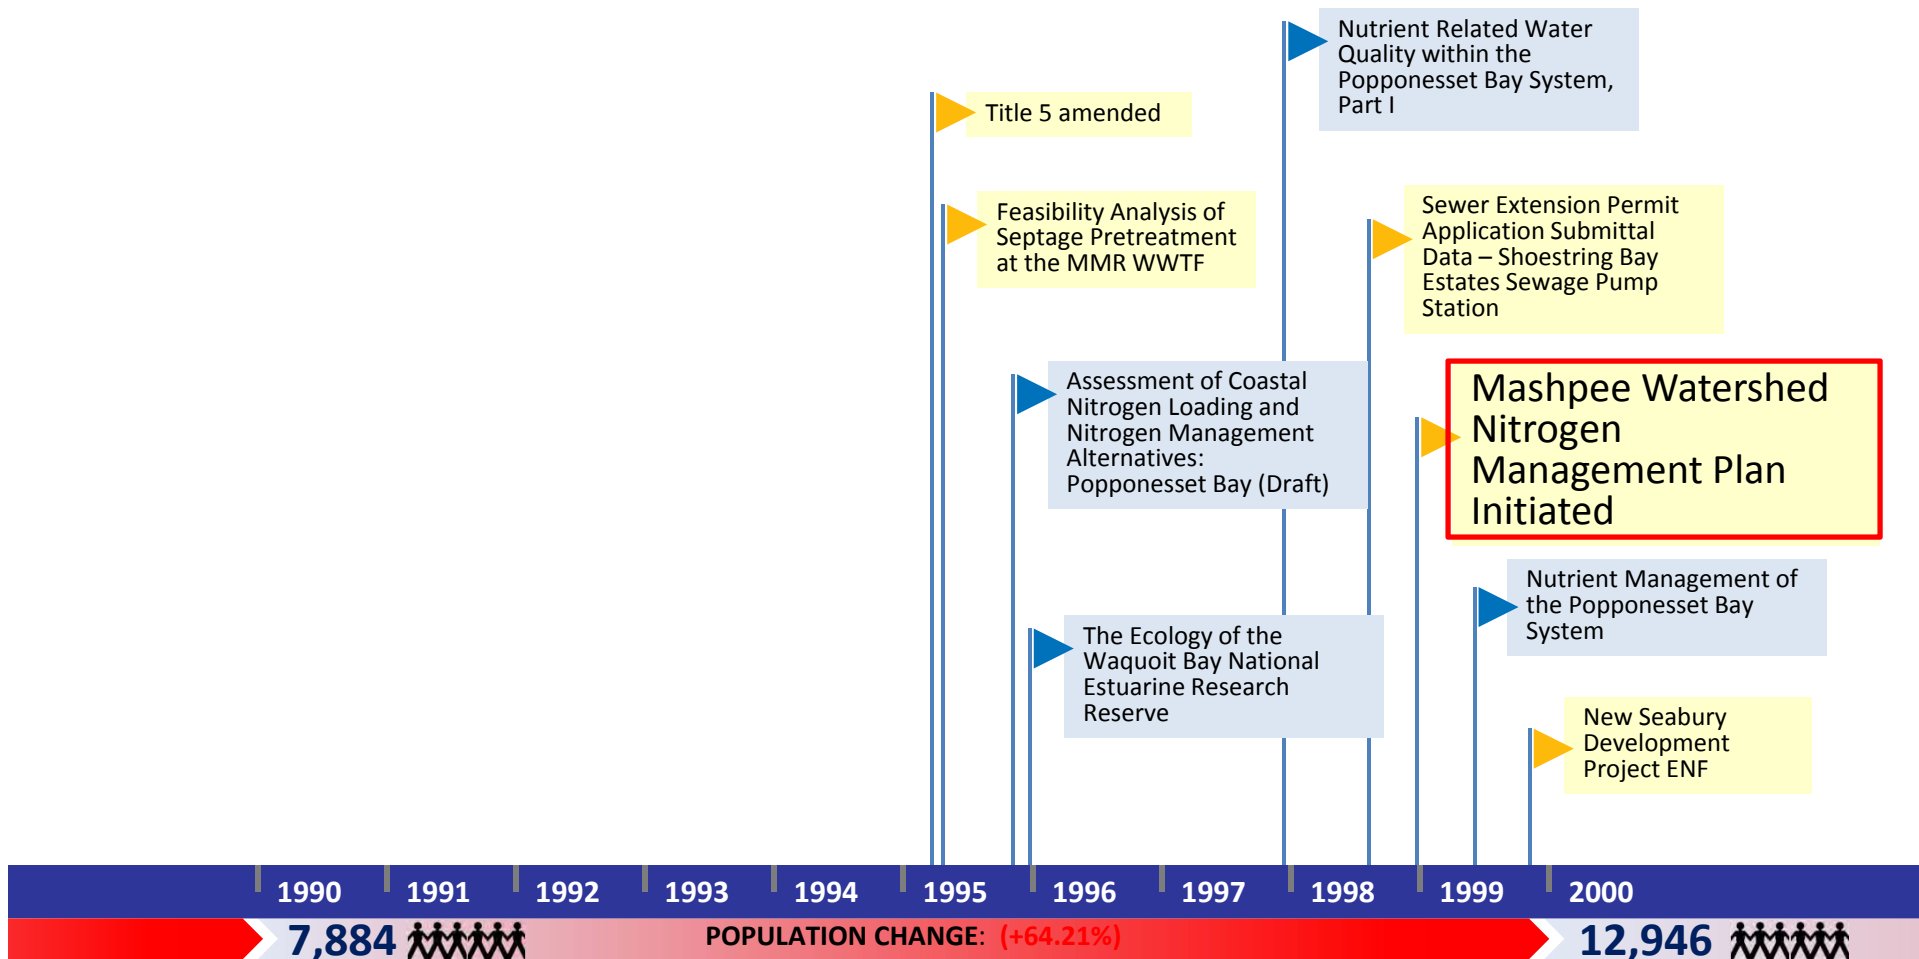 Nutrient Related Water
Quality within the
Popponesset Bay System,
Part I
Title 5 amended
Feasibility Analysis of
Septage Pretreatment
at the MMR WWTF
Sewer Extension Permit
Application Submittal
Data – Shoestring Bay
Estates Sewage Pump
Station
Assessment of Coastal
Nitrogen Loading and
Nitrogen Management
Alternatives:
Popponesset Bay (Draft)
Mashpee Watershed
Nitrogen
Management Plan
Initiated
Nutrient Management of
the Popponesset Bay
System
The Ecology of the
Waquoit Bay National
Estuarine Research
Reserve
New Seabury
Development
Project ENF
1990 1991 1992 1993 1994 1995 1996 1997 1998 1999 2000
7,884 POPULATION CHANGE: (+64.21%) 12,946